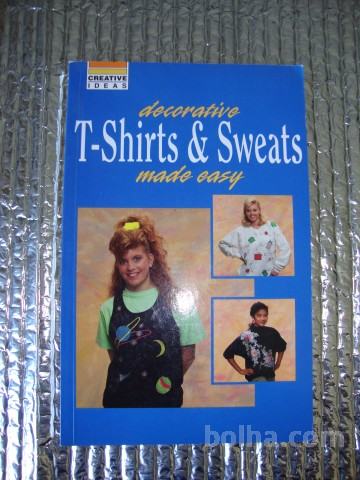 CREATIVE
IDEAS
decorative
T-Shirts & Sweats
made easy
bolha.com